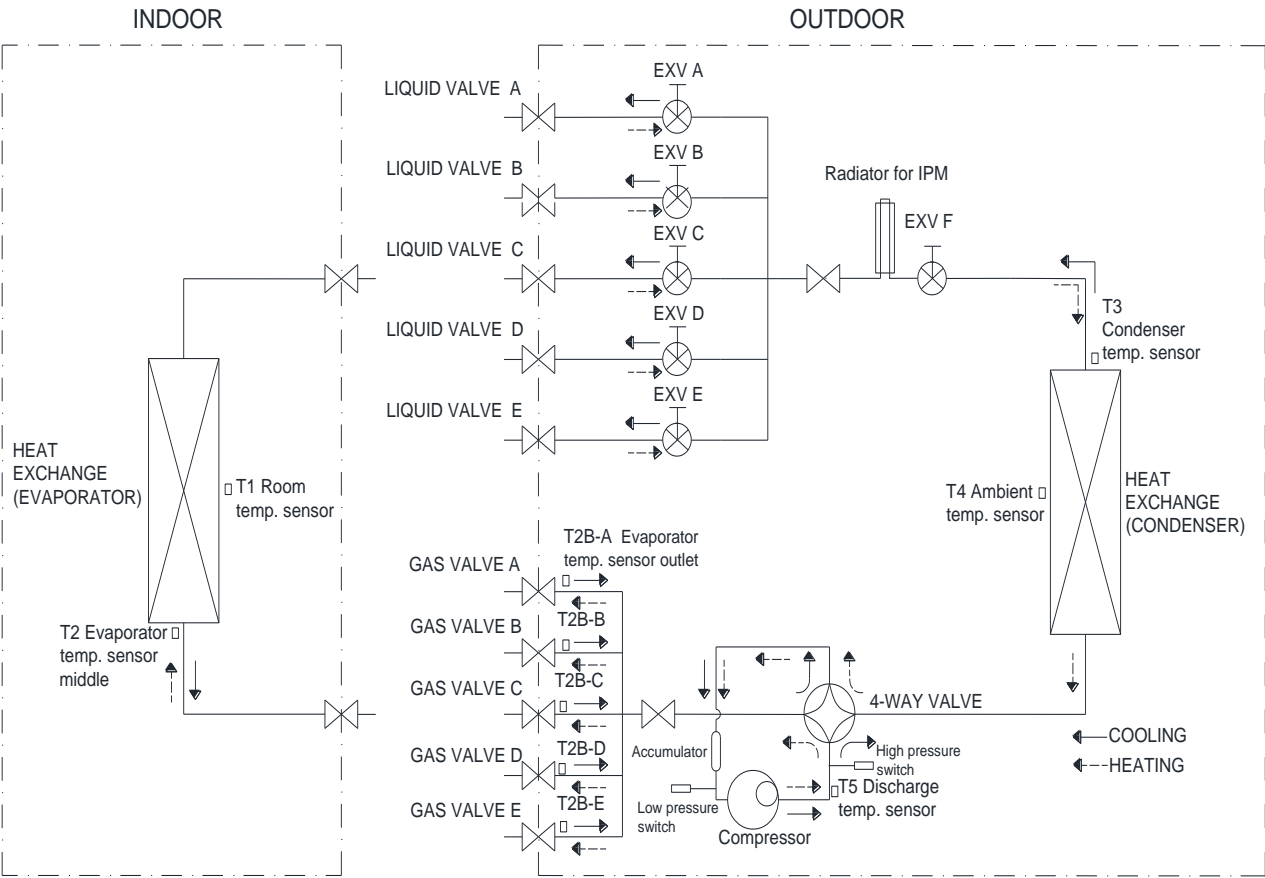 INDOOR
OUTDOOR
LIQUID VALVE A
EXV A
LIQUID VALVE B
EXV B
Radiator for IPM
LIQUID VALVE C
EXV C
EXV F
LIQUID VALVE D
EXV D
T3
Condenser
temp. sensor
LIQUID VALVE E
EXV E
HEAT
EXCHANGE
(EVAPORATOR)
T1 Room
temp. sensor
T4 Ambient
temp. sensor
HEAT
EXCHANGE
(CONDENSER)
T2B-A Evaporator
temp. sensor outlet
GAS VALVE A
T2B-B
GAS VALVE B
T2 Evaporator
temp. sensor
middle
T2B-C
GAS VALVE C
4-WAY VALVE
T2B-D
GAS VALVE D
Accumulator
High pressure
switch
COOLING
HEATING
T2B-E
GAS VALVE E
Low pressure
switch
T5 Discharge
temp. sensor
Compressor